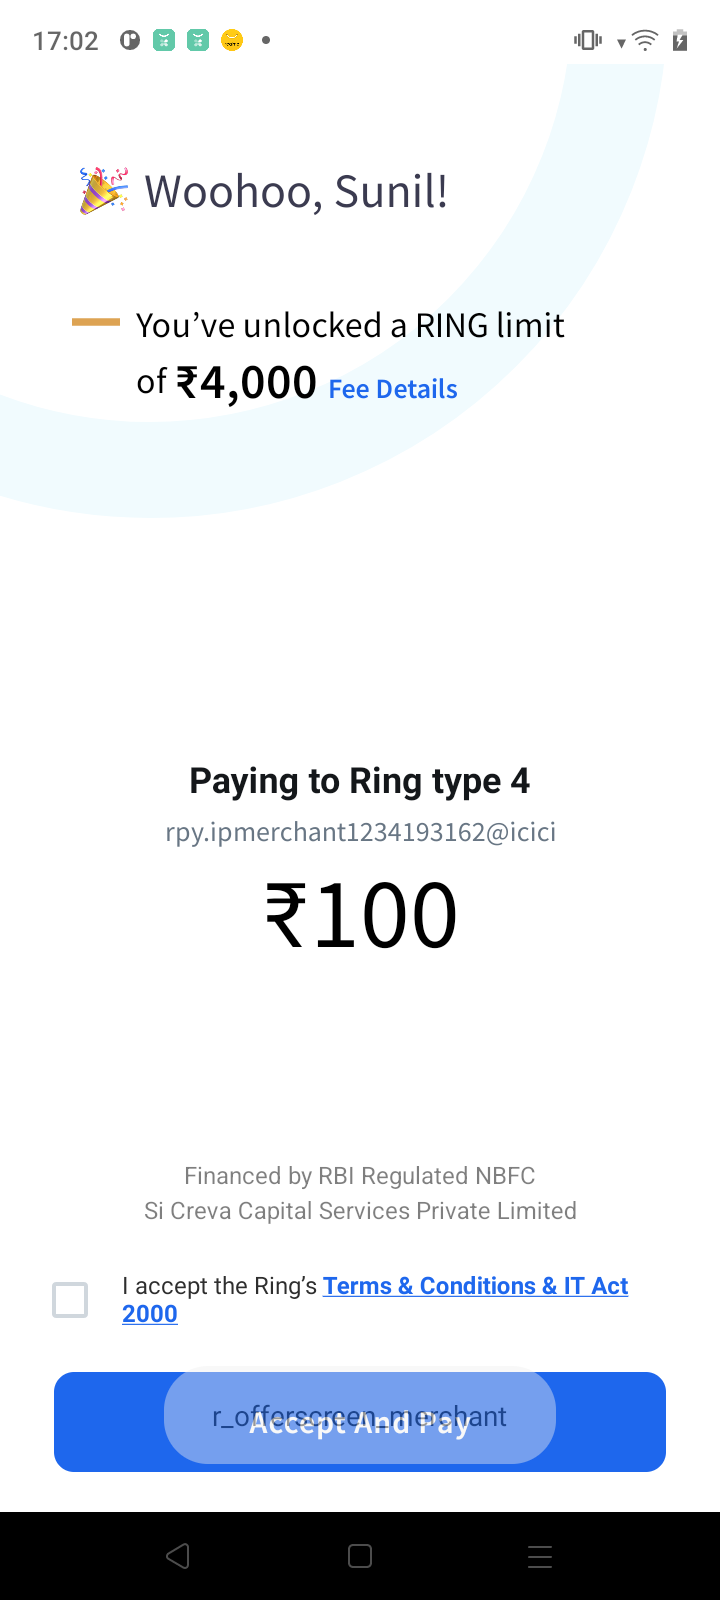 17:02
Woohoo, Sunil!
You’ve unlocked a RING limit
of ₹4,000 Fee Details
Paying to Ring type 4
rpy.ipmerchant1234193162@icici
₹100
Financed by RBI Regulated NBFC
Si Creva Capital Services Private Limited
I accept the Ring’s Terms & Conditions & IT Act
2000
r_offerscreen_merchant
Accept And Pay